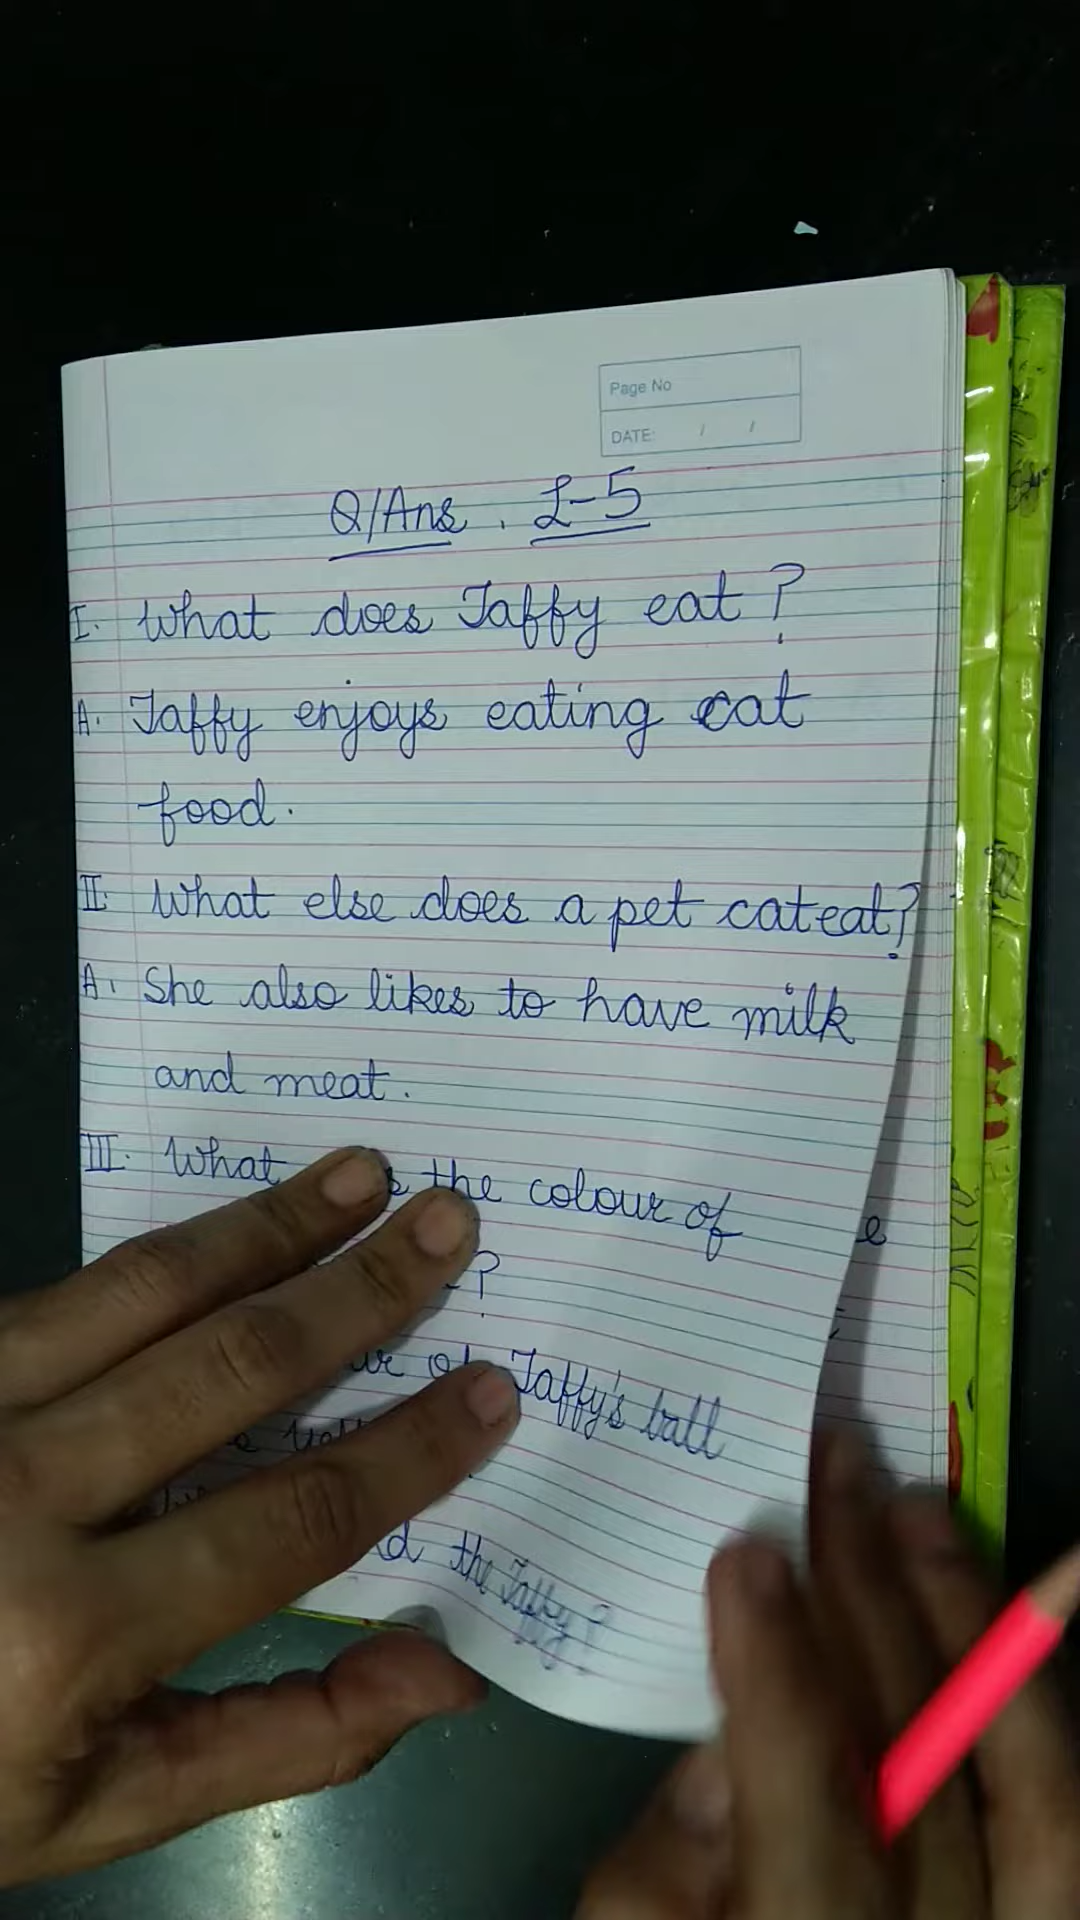 Page No
DATE: / /
Q/Ans. L-5
I. What does Taffy eat?
A. Taffy enjoys eating cat
food.
II. What else does a pet cat eat?
A. She also likes to have milk
and meat.
III. What the colour of
?
of Taffy's ball
the Taffy?